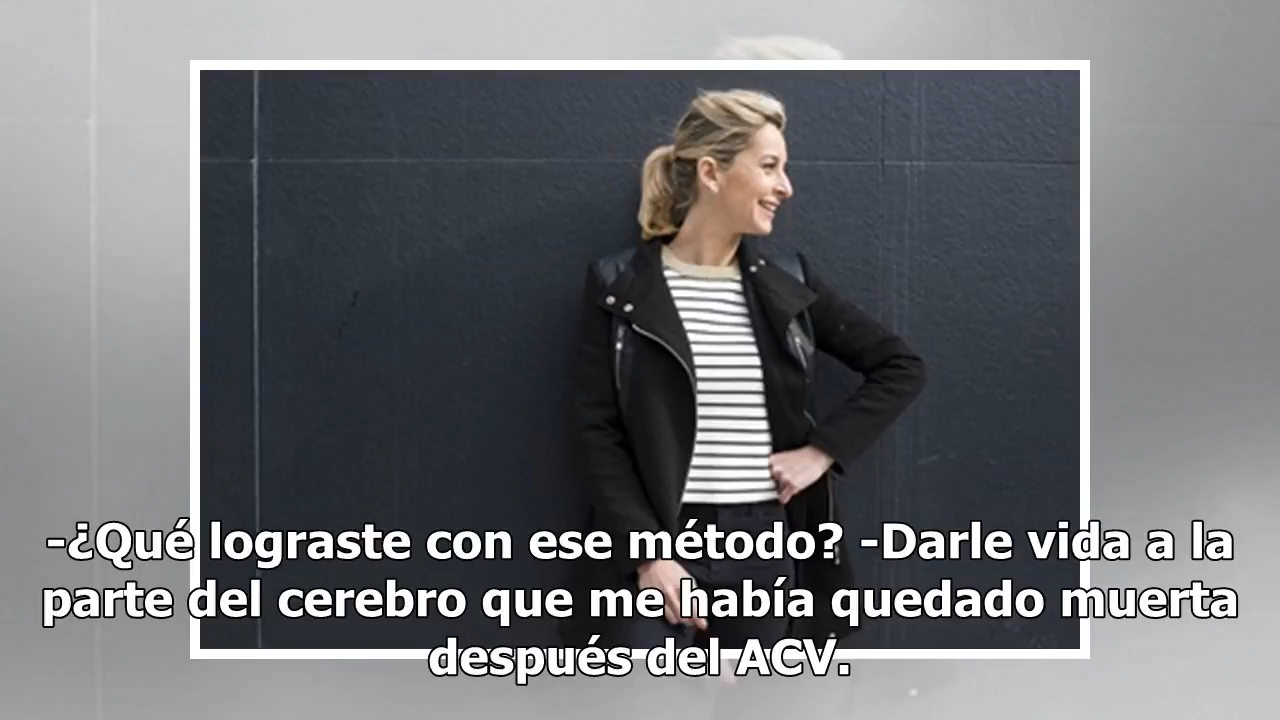 -¿Qué lograste con ese método? -Darle vida a la
parte del cerebro que me había quedado muerta
después del ACV.